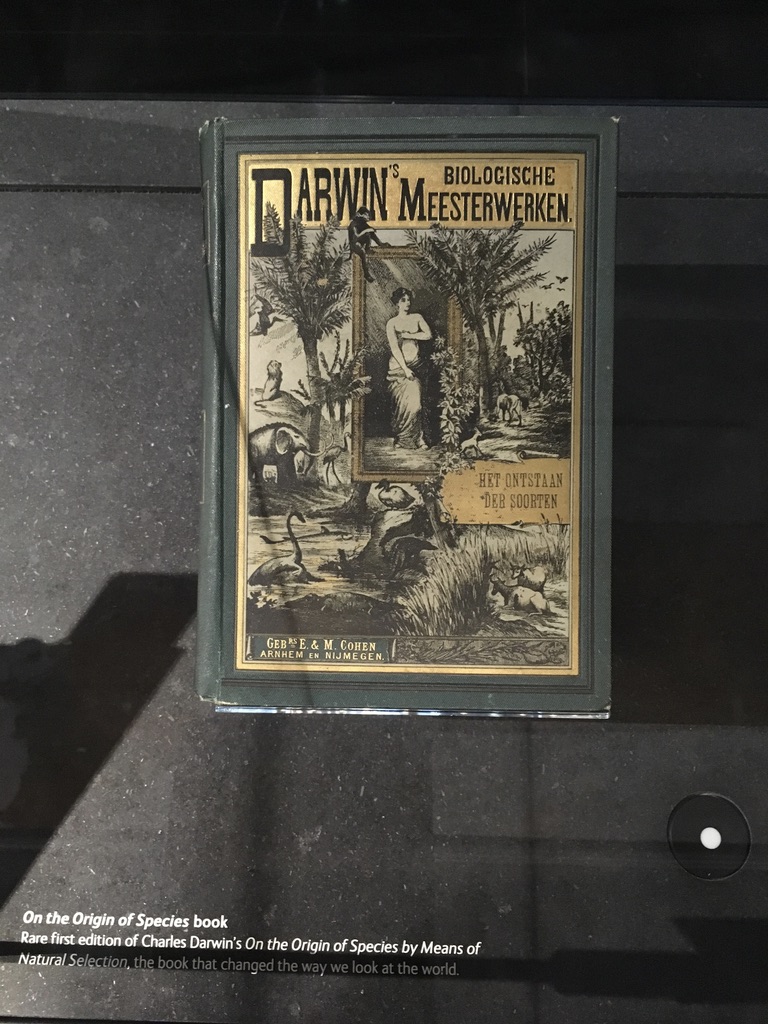 DARWIN'S BIOLOGISCHE
MEESTERWERKEN.
HET ONTSTAAN
DER SOORTEN
GEBRS E. & M. COHEN
ARNHEM EN NIJMEGEN.
On the Origin of Species book
Rare first edition of Charles Darwin's On the Origin of Species by Means of
Natural Selection, the book that changed the way we look at the world.